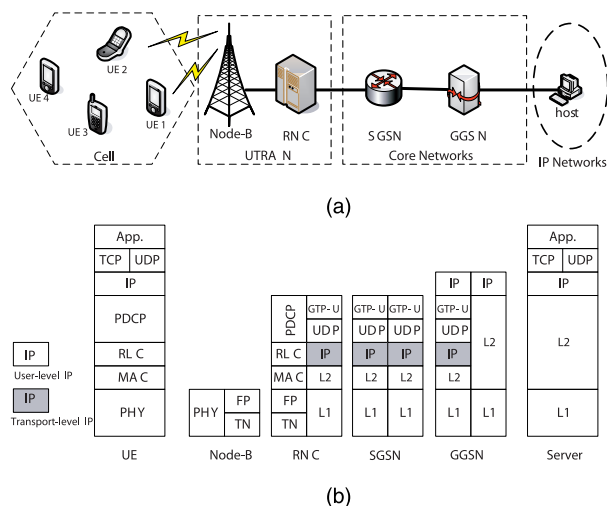 UE 2
UE 4
UE 3
UE 1
Cell
Node-B
RN C
UTRA N
S GSN
GGS N
Core Networks
host
IP Networks
(a)
App.
TCP UDP
IP
PDCP
RL C
MA C
PHY
UE
IP
User-level IP
IP
Transport-level IP
PHY
FP
TN
Node-B
PDCP
RL C
MA C
FP
TN
GTP- U
UD P
IP
L2
L1
RN C
GTP- U GTP- U
UD P UD P
IP IP
L2 L2
L1 L1
SGSN
IP IP
GTP- U
UD P
IP
L2
L2
L1 L1
GGSN
App.
TCP UDP
IP
L2
L1
Server
(b)